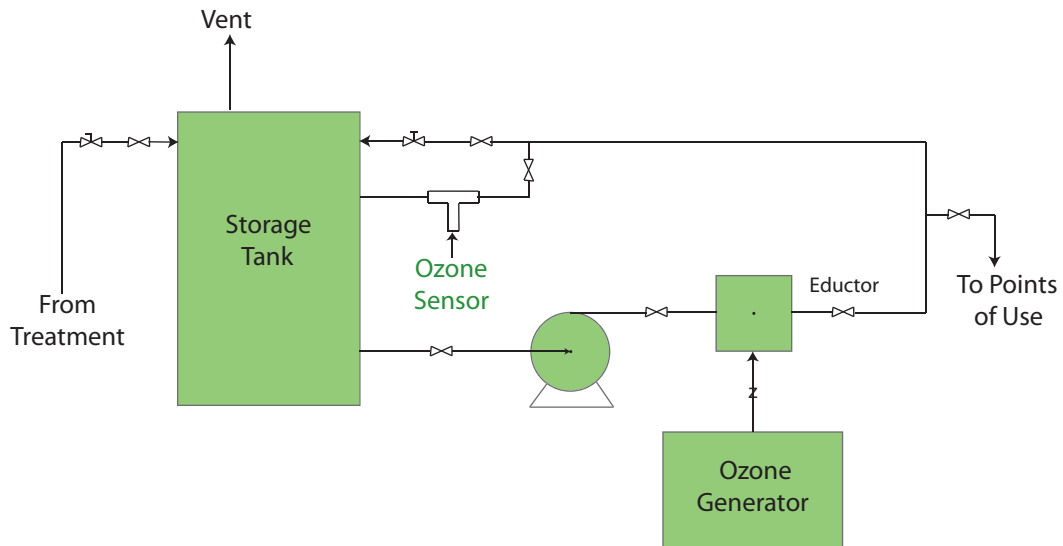 Vent
Storage
Tank
Ozone
Sensor
From
Treatment
Eductor
To Points
of Use
z
Ozone
Generator